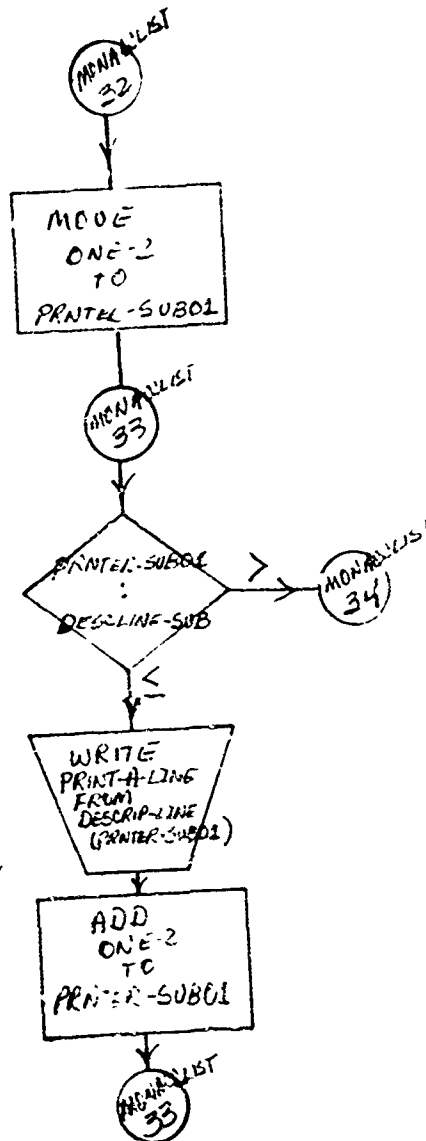 32
MOVE
ONE-2
TO
PRNTER-SUB01
33
PRNTER-SUB01
:
DESCLINE-SUB
>
34
≤
WRITE
PRINT-A-LINE
FROM
DESCRIP-LINE
(PRNTER-SUB01)
ADD
ONE-2
TO
PRNTER-SUB01
33